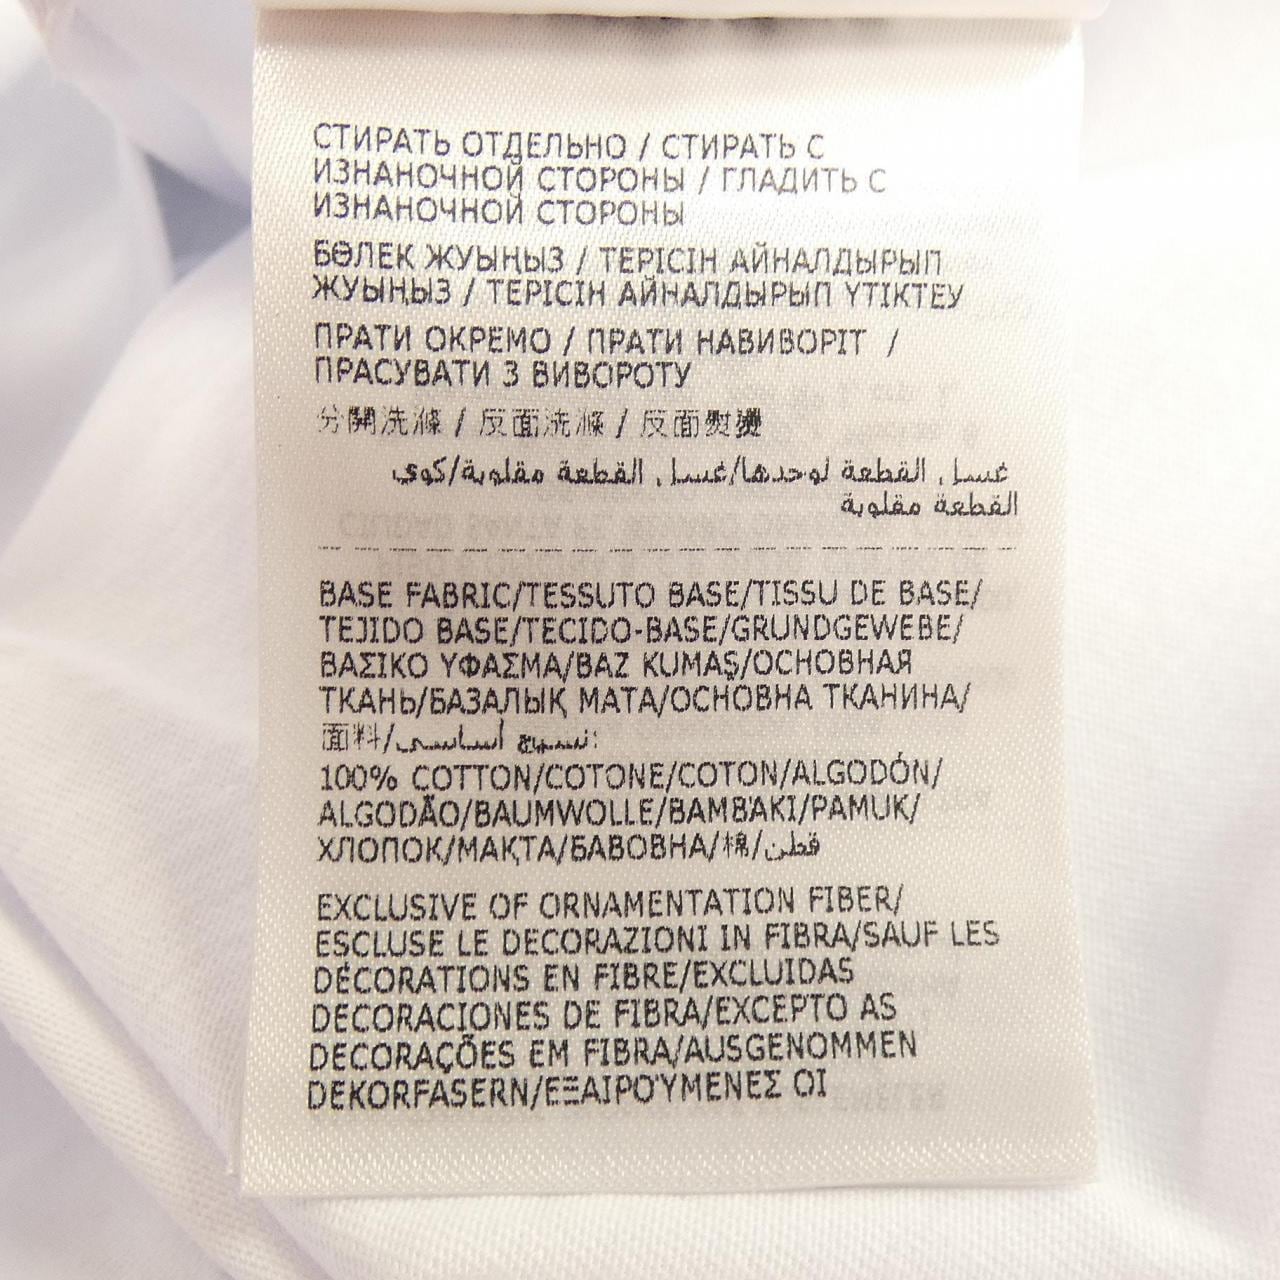 СТИРАТЬ ОТДЕЛЬНО / СТИРАТЬ С
ИЗНАНОЧНОЙ СТОРОНЫ / ГЛАДИТЬ С
ИЗНАНОЧНОЙ СТОРОНЫ
БӨЛЕК ЖУЫҢЫЗ / ТЕРІСІН АЙНАЛДЫРЫП
ЖУЫҢЫЗ / ТЕРІСІН АЙНАЛДЫРЫП ҮТІКТЕУ
ПРАТИ ОКРЕМО / ПРАТИ НАВИВОРІТ /
ПРАСУВАТИ З ВИВОРОТУ
分開洗滌 / 反面洗滌 / 反面熨燙
غسل القطعة لوحدها/غسل القطعة مقلوبة/كوي
القطعة مقلوبة
BASE FABRIC/TESSUTO BASE/TISSU DE BASE/
TEJIDO BASE/TECIDO-BASE/GRUNDGEWEBE/
ΒΑΣΙΚΟ ΥΦΑΣΜΑ/BAZ KUMAŞ/ОСНОВНАЯ
ТКАНЬ/БАЗАЛЫҚ МАТА/ОСНОВНА ТКАНИНА/
面料/نسيج أساسي:
100% COTTON/COTONE/COTON/ALGODÓN/
ALGODÃO/BAUMWOLLE/ΒΑΜΒΆΚΙ/PAMUK/
ХЛОПОК/МАҚТА/БАВОВНА/棉/قطن
EXCLUSIVE OF ORNAMENTATION FIBER/
ESCLUSE LE DECORAZIONI IN FIBRA/SAUF LES
DÉCORATIONS EN FIBRE/EXCLUIDAS
DECORACIONES DE FIBRA/EXCEPTO AS
DECORAÇÕES EM FIBRA/AUSGENOMMEN
DEKORFASERN/ΕΞΑΙΡΟΎΜΕΝΕΣ ΟΙ